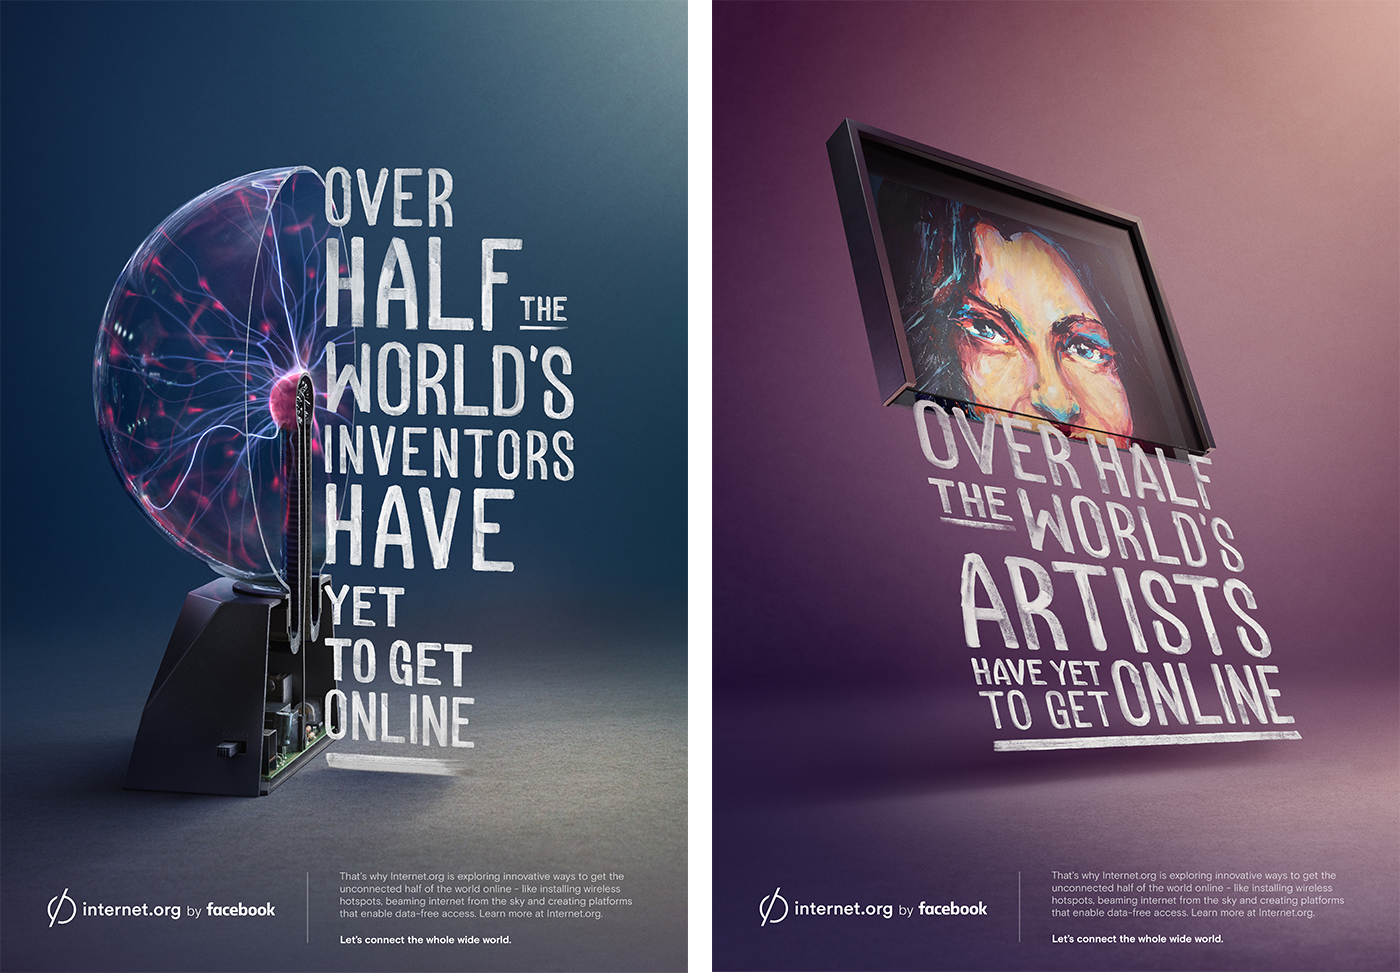 OVER
HALF THE
WORLD'S
INVENTORS
HAVE
YET
TO GET
ONLINE
internet.org by facebook
That's why Internet.org is exploring innovative ways to get the
unconnected half of the world online – like installing wireless
hotspots, beaming internet from the sky and creating platforms
that enable data-free access. Learn more at Internet.org.
Let's connect the whole wide world.
OVER HALF
THE WORLD'S
ARTISTS
HAVE YET
TO GET ONLINE
internet.org by facebook
That's why Internet.org is exploring innovative ways to get the
unconnected half of the world online – like installing wireless
hotspots, beaming internet from the sky and creating platforms
that enable data-free access. Learn more at Internet.org.
Let's connect the whole wide world.